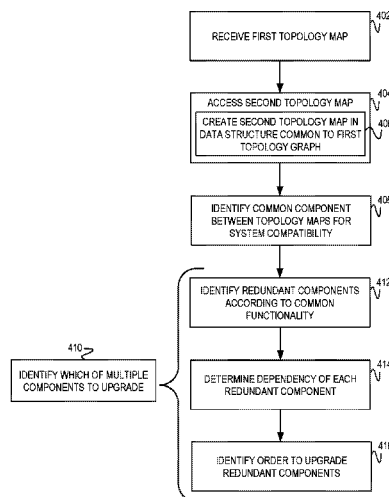 402
RECEIVE FIRST TOPOLOGY MAP
404
ACCESS SECOND TOPOLOGY MAP
CREATE SECOND TOPOLOGY MAP IN
DATA STRUCTURE COMMON TO FIRST
TOPOLOGY GRAPH
IDENTIFY COMMON COMPONENT
BETWEEN TOPOLOGY MAPS FOR
SYSTEM COMPATIBILITY
412
IDENTIFY REDUNDANT COMPONENTS
ACCORDING TO COMMON
FUNCTIONALITY
410
IDENTIFY WHICH OF MULTIPLE
COMPONENTS TO UPGRADE
414
DETERMINE DEPENDENCY OF EACH
REDUNDANT COMPONENT
IDENTIFY ORDER TO UPGRADE
REDUNDANT COMPONENTS